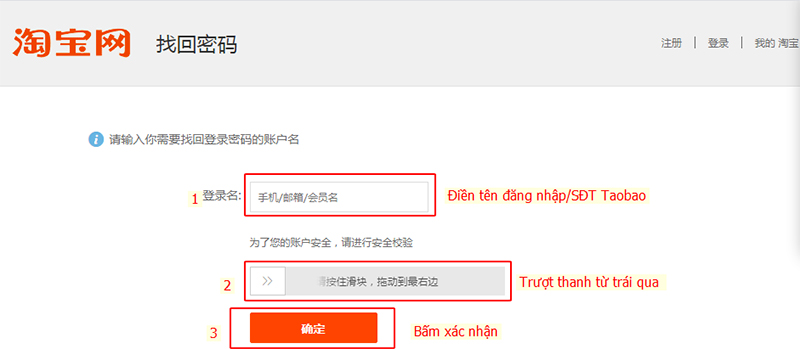 淘宝网 找回密码
注册 | 登录 | 我的 淘宝
请输入你需要找回登录密码的账户名
1 登录名: 手机/邮箱/会员名 Điền tên đăng nhập/SĐT Taobao
为了您的账户安全，请进行安全校验
2 >> 请按住滑块，拖动到最右边 Trượt thanh từ trái qua
3 确定 Bấm xác nhận